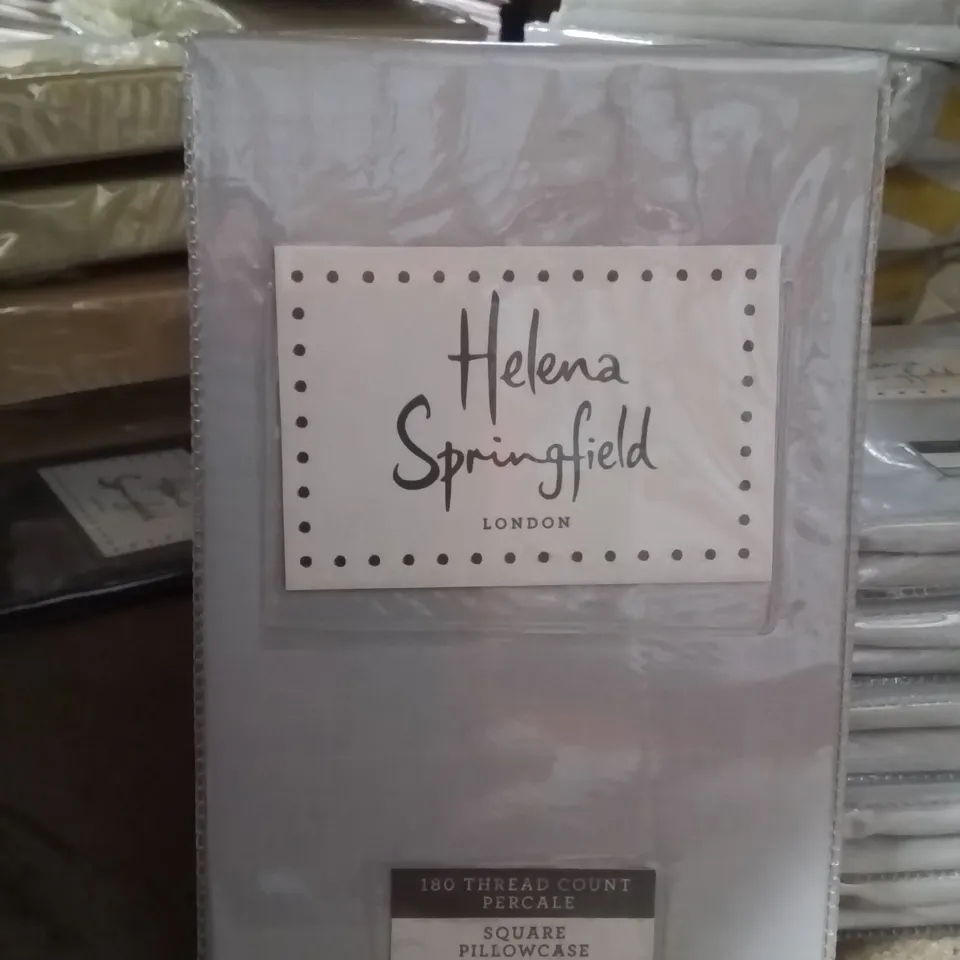 Helena
Springfield
LONDON
180 THREAD COUNT
PERCALE
SQUARE
PILLOWCASE